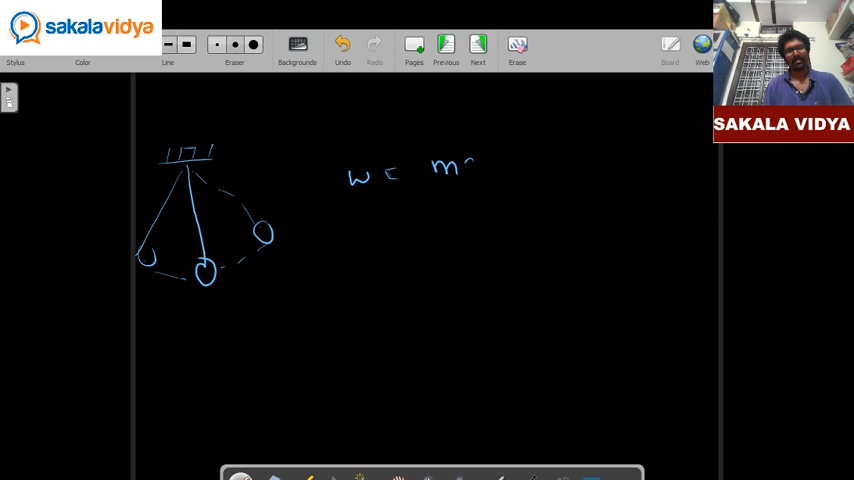 sakalavidya
Stylus
Color
Line
Eraser
Backgrounds
Undo
Redo
Pages
Previous
Next
Erase
Board
Web
SAKALA VIDYA
w = m